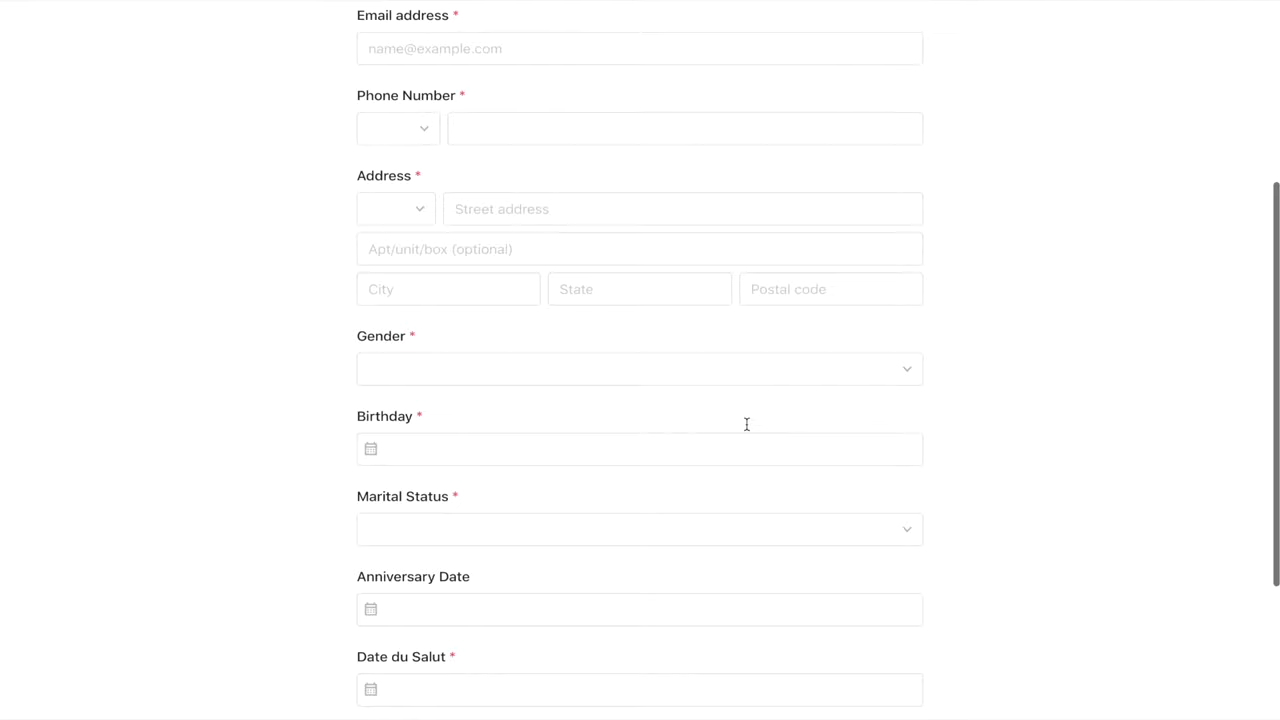 Email address *
name@example.com
Phone Number *
Address *
Street address
Apt/unit/box (optional)
City State Postal code
Gender *
Birthday *
Marital Status *
Anniversary Date
Date du Salut *